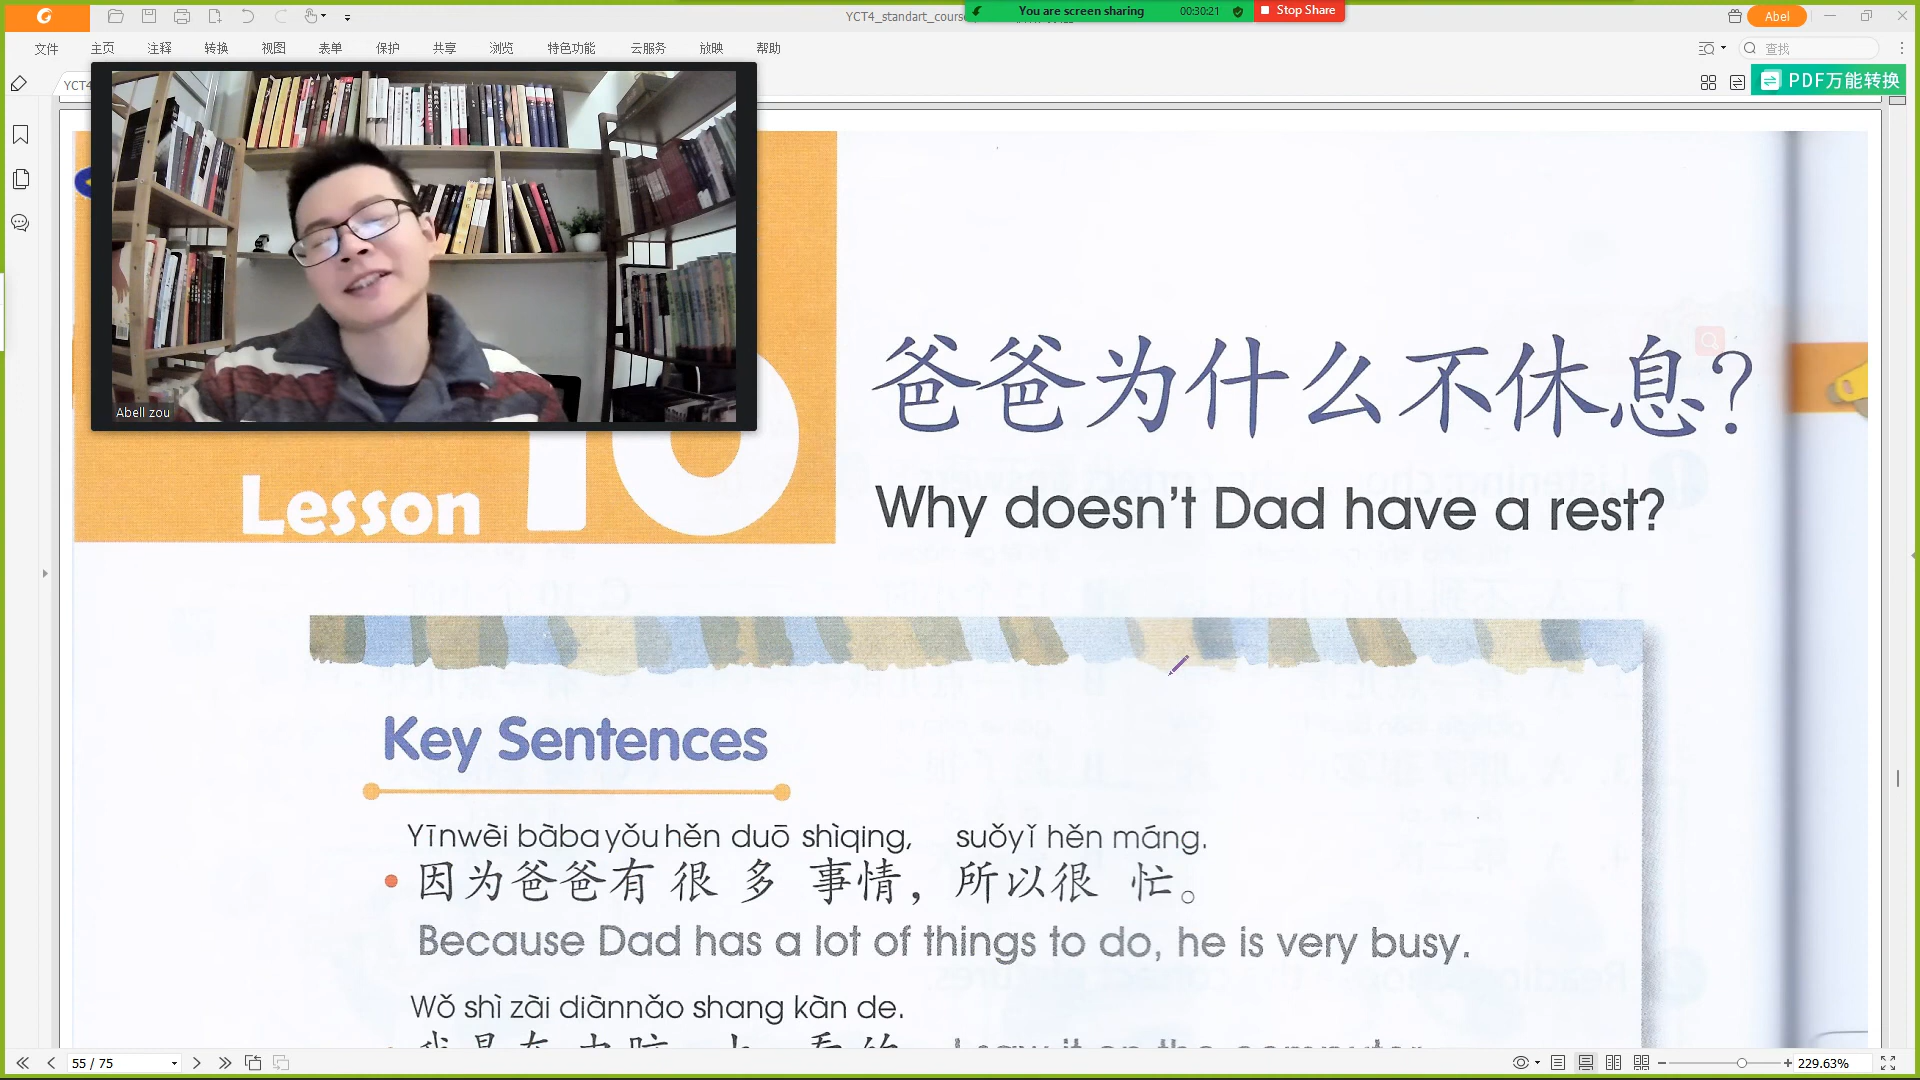 YCT4_standart_cours
You are screen sharing
00:30:21
Stop Share
Abel
文件 主页 注释 转换 视图 表单 保护 共享 浏览 特色功能 云服务 放映 帮助
查找
YCT4
PDF万能转换
Abell zou
Lesson 10
爸爸为什么不休息?
Why doesn't Dad have a rest?
Key Sentences
Yīnwèi bàba yǒu hěn duō shìqing, suǒyǐ hěn máng.
• 因为爸爸有很多事情，所以很忙。
Because Dad has a lot of things to do, he is very busy.
Wǒ shì zài diànnǎo shang kàn de.
55 / 75
229.63%